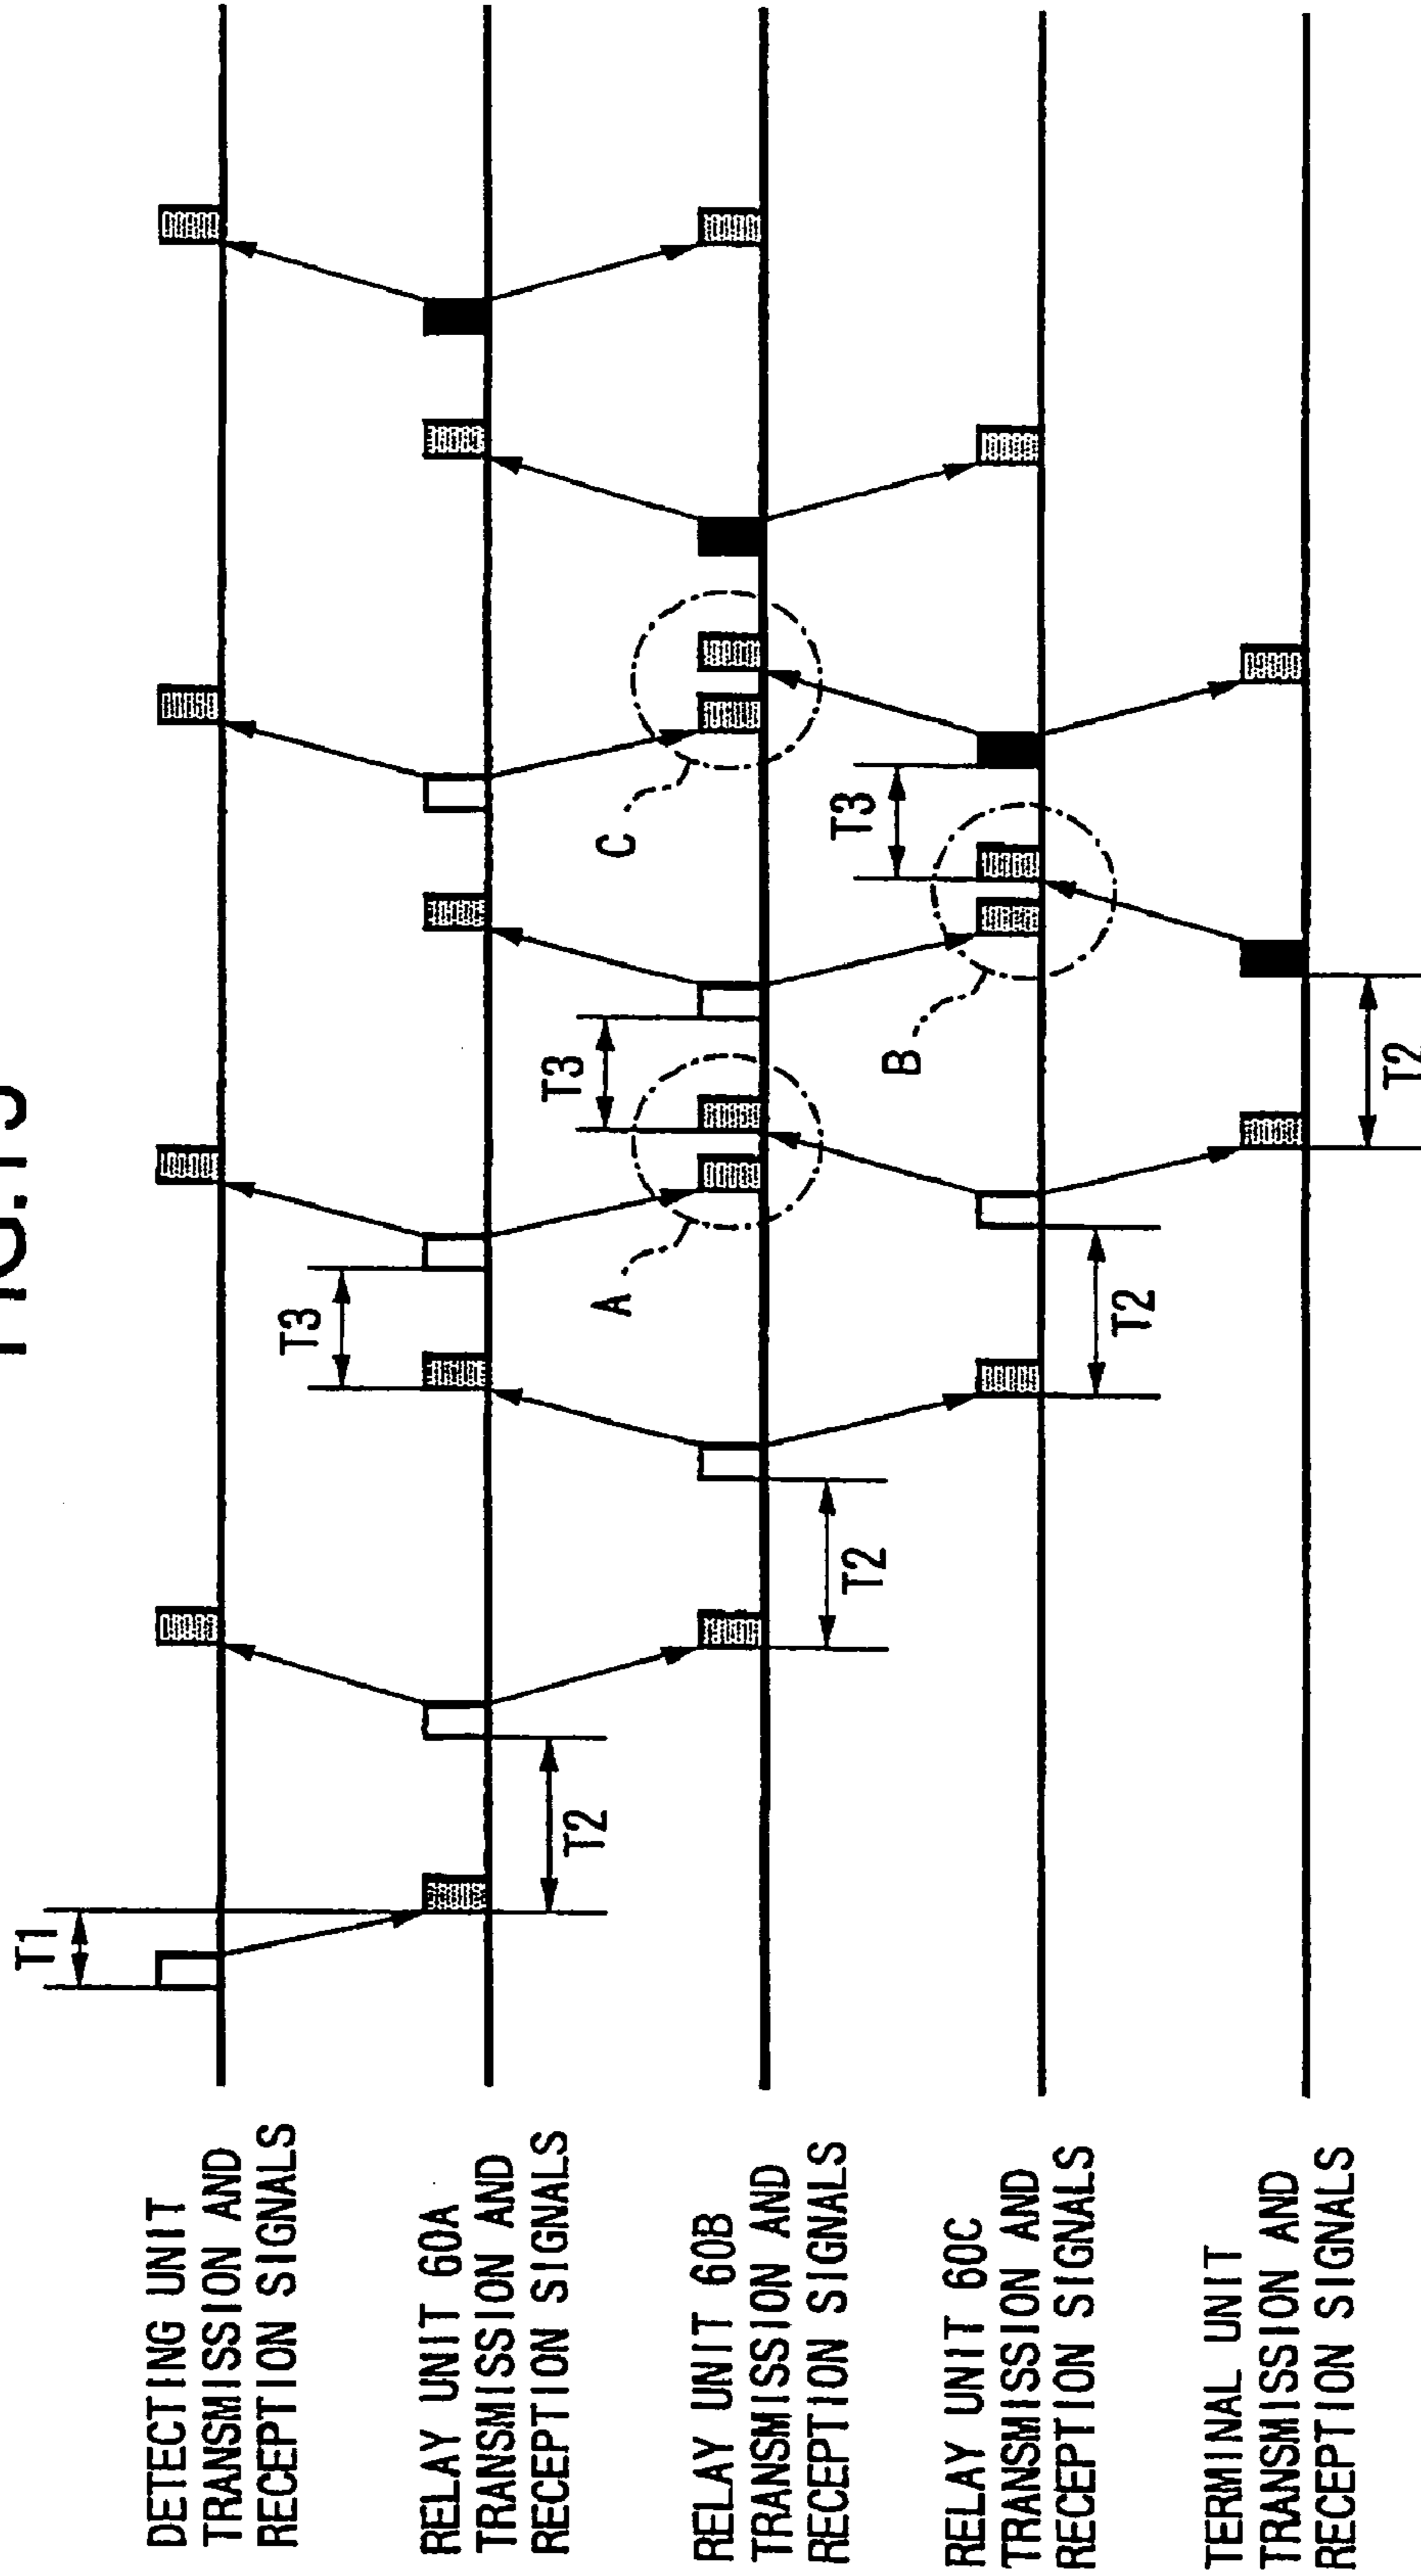 T1
DETECTING UNIT
TRANSMISSION AND
RECEPTION SIGNALS
T3
RELAY UNIT 60A
TRANSMISSION AND
RECEPTION SIGNALS
T2
A
T3
C
RELAY UNIT 60B
TRANSMISSION AND
RECEPTION SIGNALS
T2
B
T3
RELAY UNIT 60C
TRANSMISSION AND
RECEPTION SIGNALS
T2
TERMINAL UNIT
TRANSMISSION AND
RECEPTION SIGNALS
T2